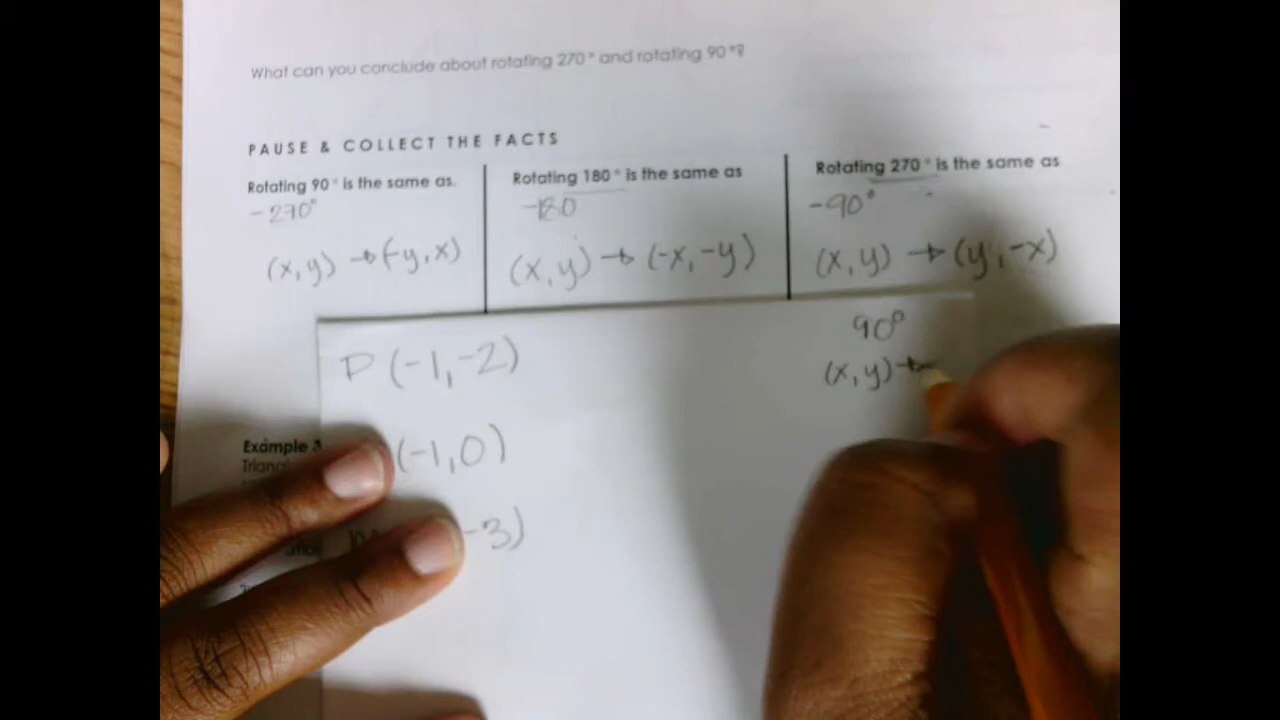 What can you conclude about rotating 270° and rotating 90°?
PAUSE & COLLECT THE FACTS
Rotating 90° is the same as.
-270°
(x,y) → (-y,x)
Rotating 180° is the same as
-180
(x,y) → (-x,-y)
Rotating 270° is the same as
-90°
(x,y) → (y,-x)
P (-1,-2)
90°
(x,y) →
Example 3
(-1,0)
-3)